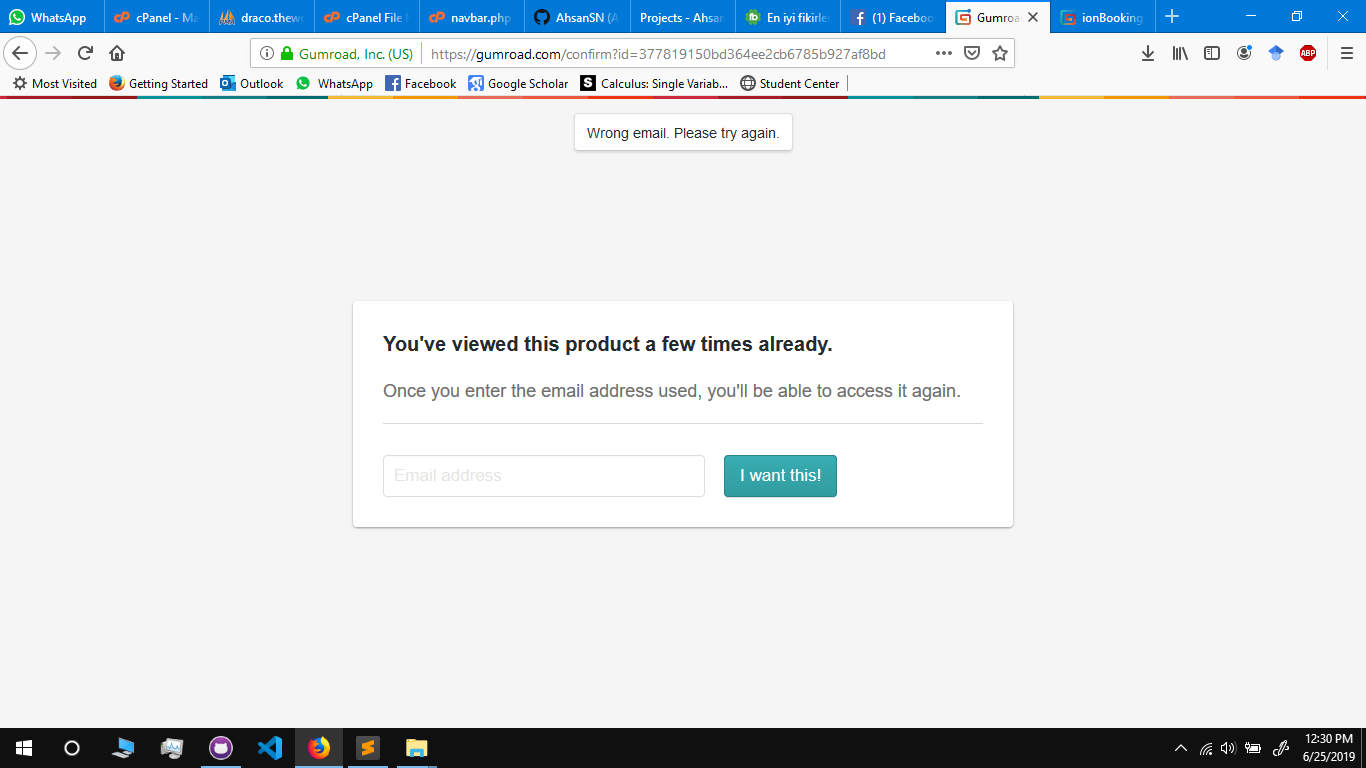 WhatsApp
cPanel - Ma
draco.thewe
cPanel File M
navbar.php
AhsanSN (A
Projects - Ahsan
En iyi fikirler
(1) Facebook
Gumroad
ionBooking
Gumroad, Inc. (US)
https://gumroad.com/confirm?id=377819150bd364ee2cb6785b927af8bd
ABP
Most Visited
Getting Started
Outlook
WhatsApp
Facebook
Google Scholar
Calculus: Single Variab...
Student Center
Wrong email. Please try again.
You've viewed this product a few times already.
Once you enter the email address used, you'll be able to access it again.
Email address
I want this!
12:30 PM
6/25/2019